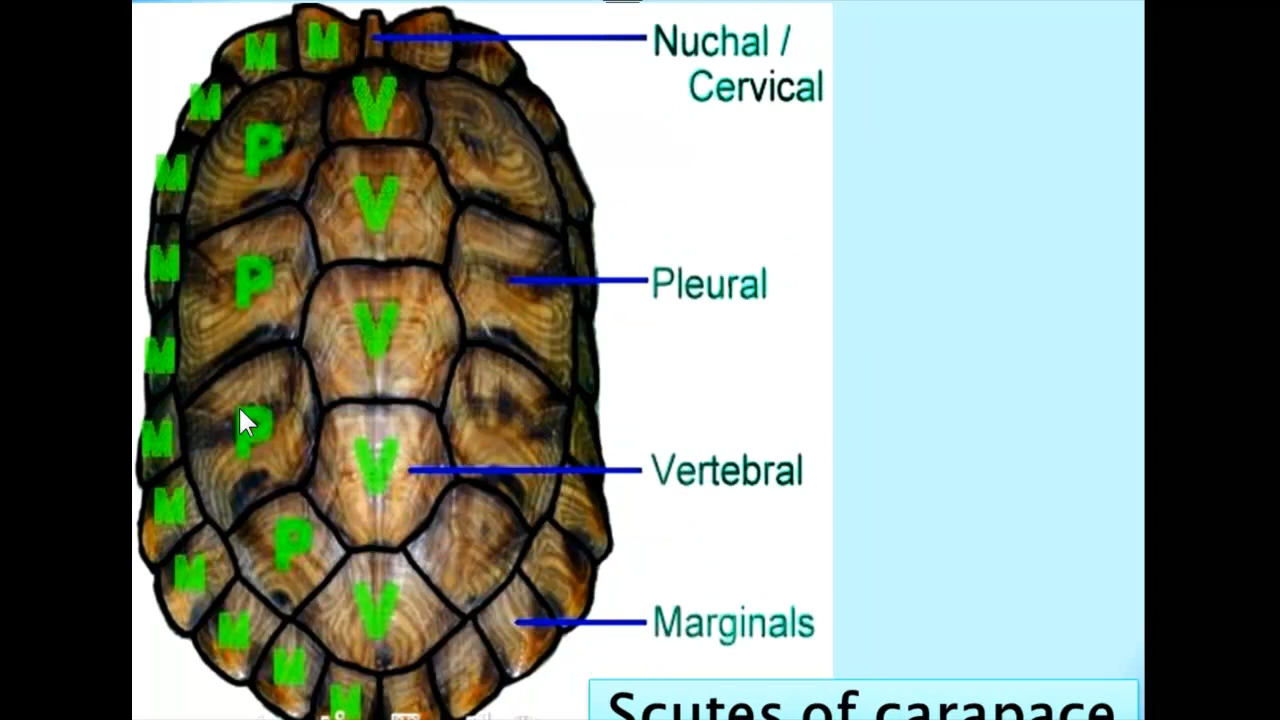 Nuchal /
Cervical
Pleural
Vertebral
Marginals
M
M
M
M
M
M
M
M
M
M
M
M
P
P
P
P
V
V
V
V
V
Scutes of carapace